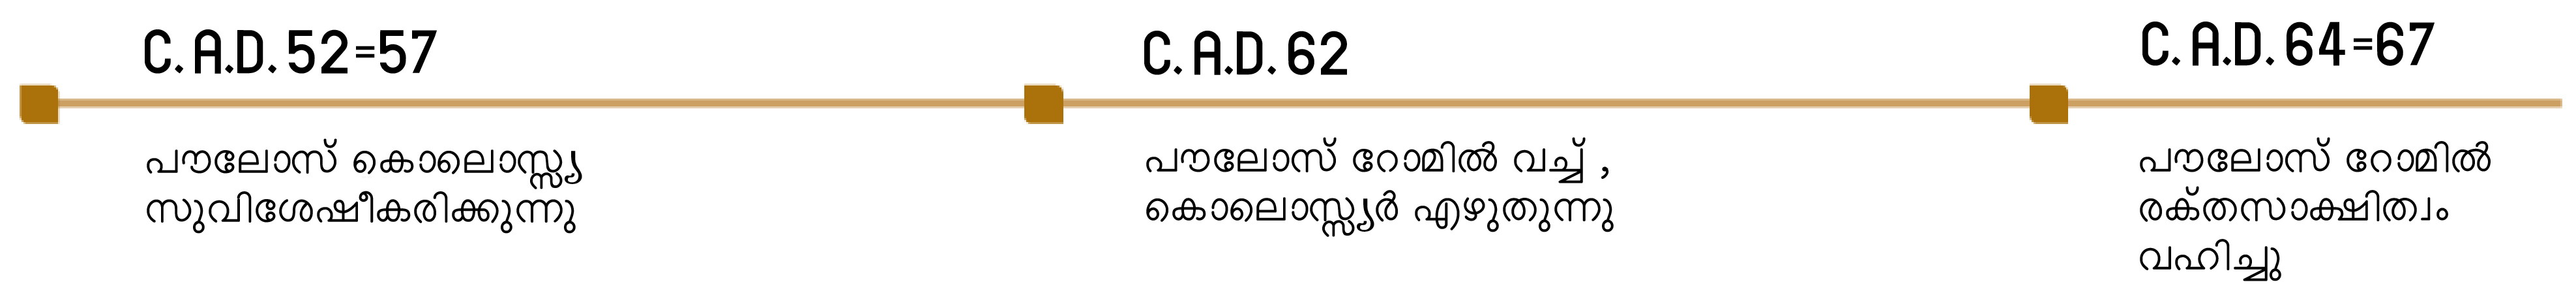 C. A.D. 52=57
പൗലോസ് കൊലൊസ്സ്യ
സുവിശേഷീകരിക്കുന്നു
C. A.D. 62
പൗലോസ് റോമിൽ വച്ച് ,
കൊലൊസ്സ്യർ എഴുതുന്നു
C. A.D. 64=67
പൗലോസ് റോമിൽ
രക്തസാക്ഷിത്വം
വഹിച്ചു